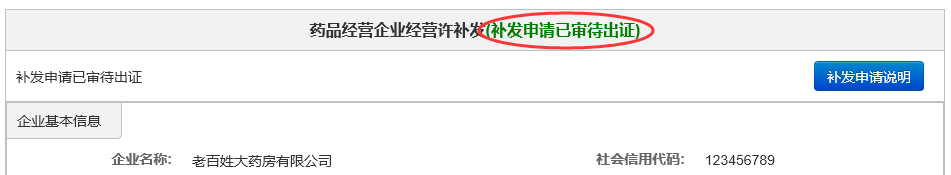 药品经营企业经营许补发(补发申请已审待出证)
补发申请已审待出证
补发申请说明
企业基本信息
企业名称: 老百姓大药房有限公司 社会信用代码: 123456789